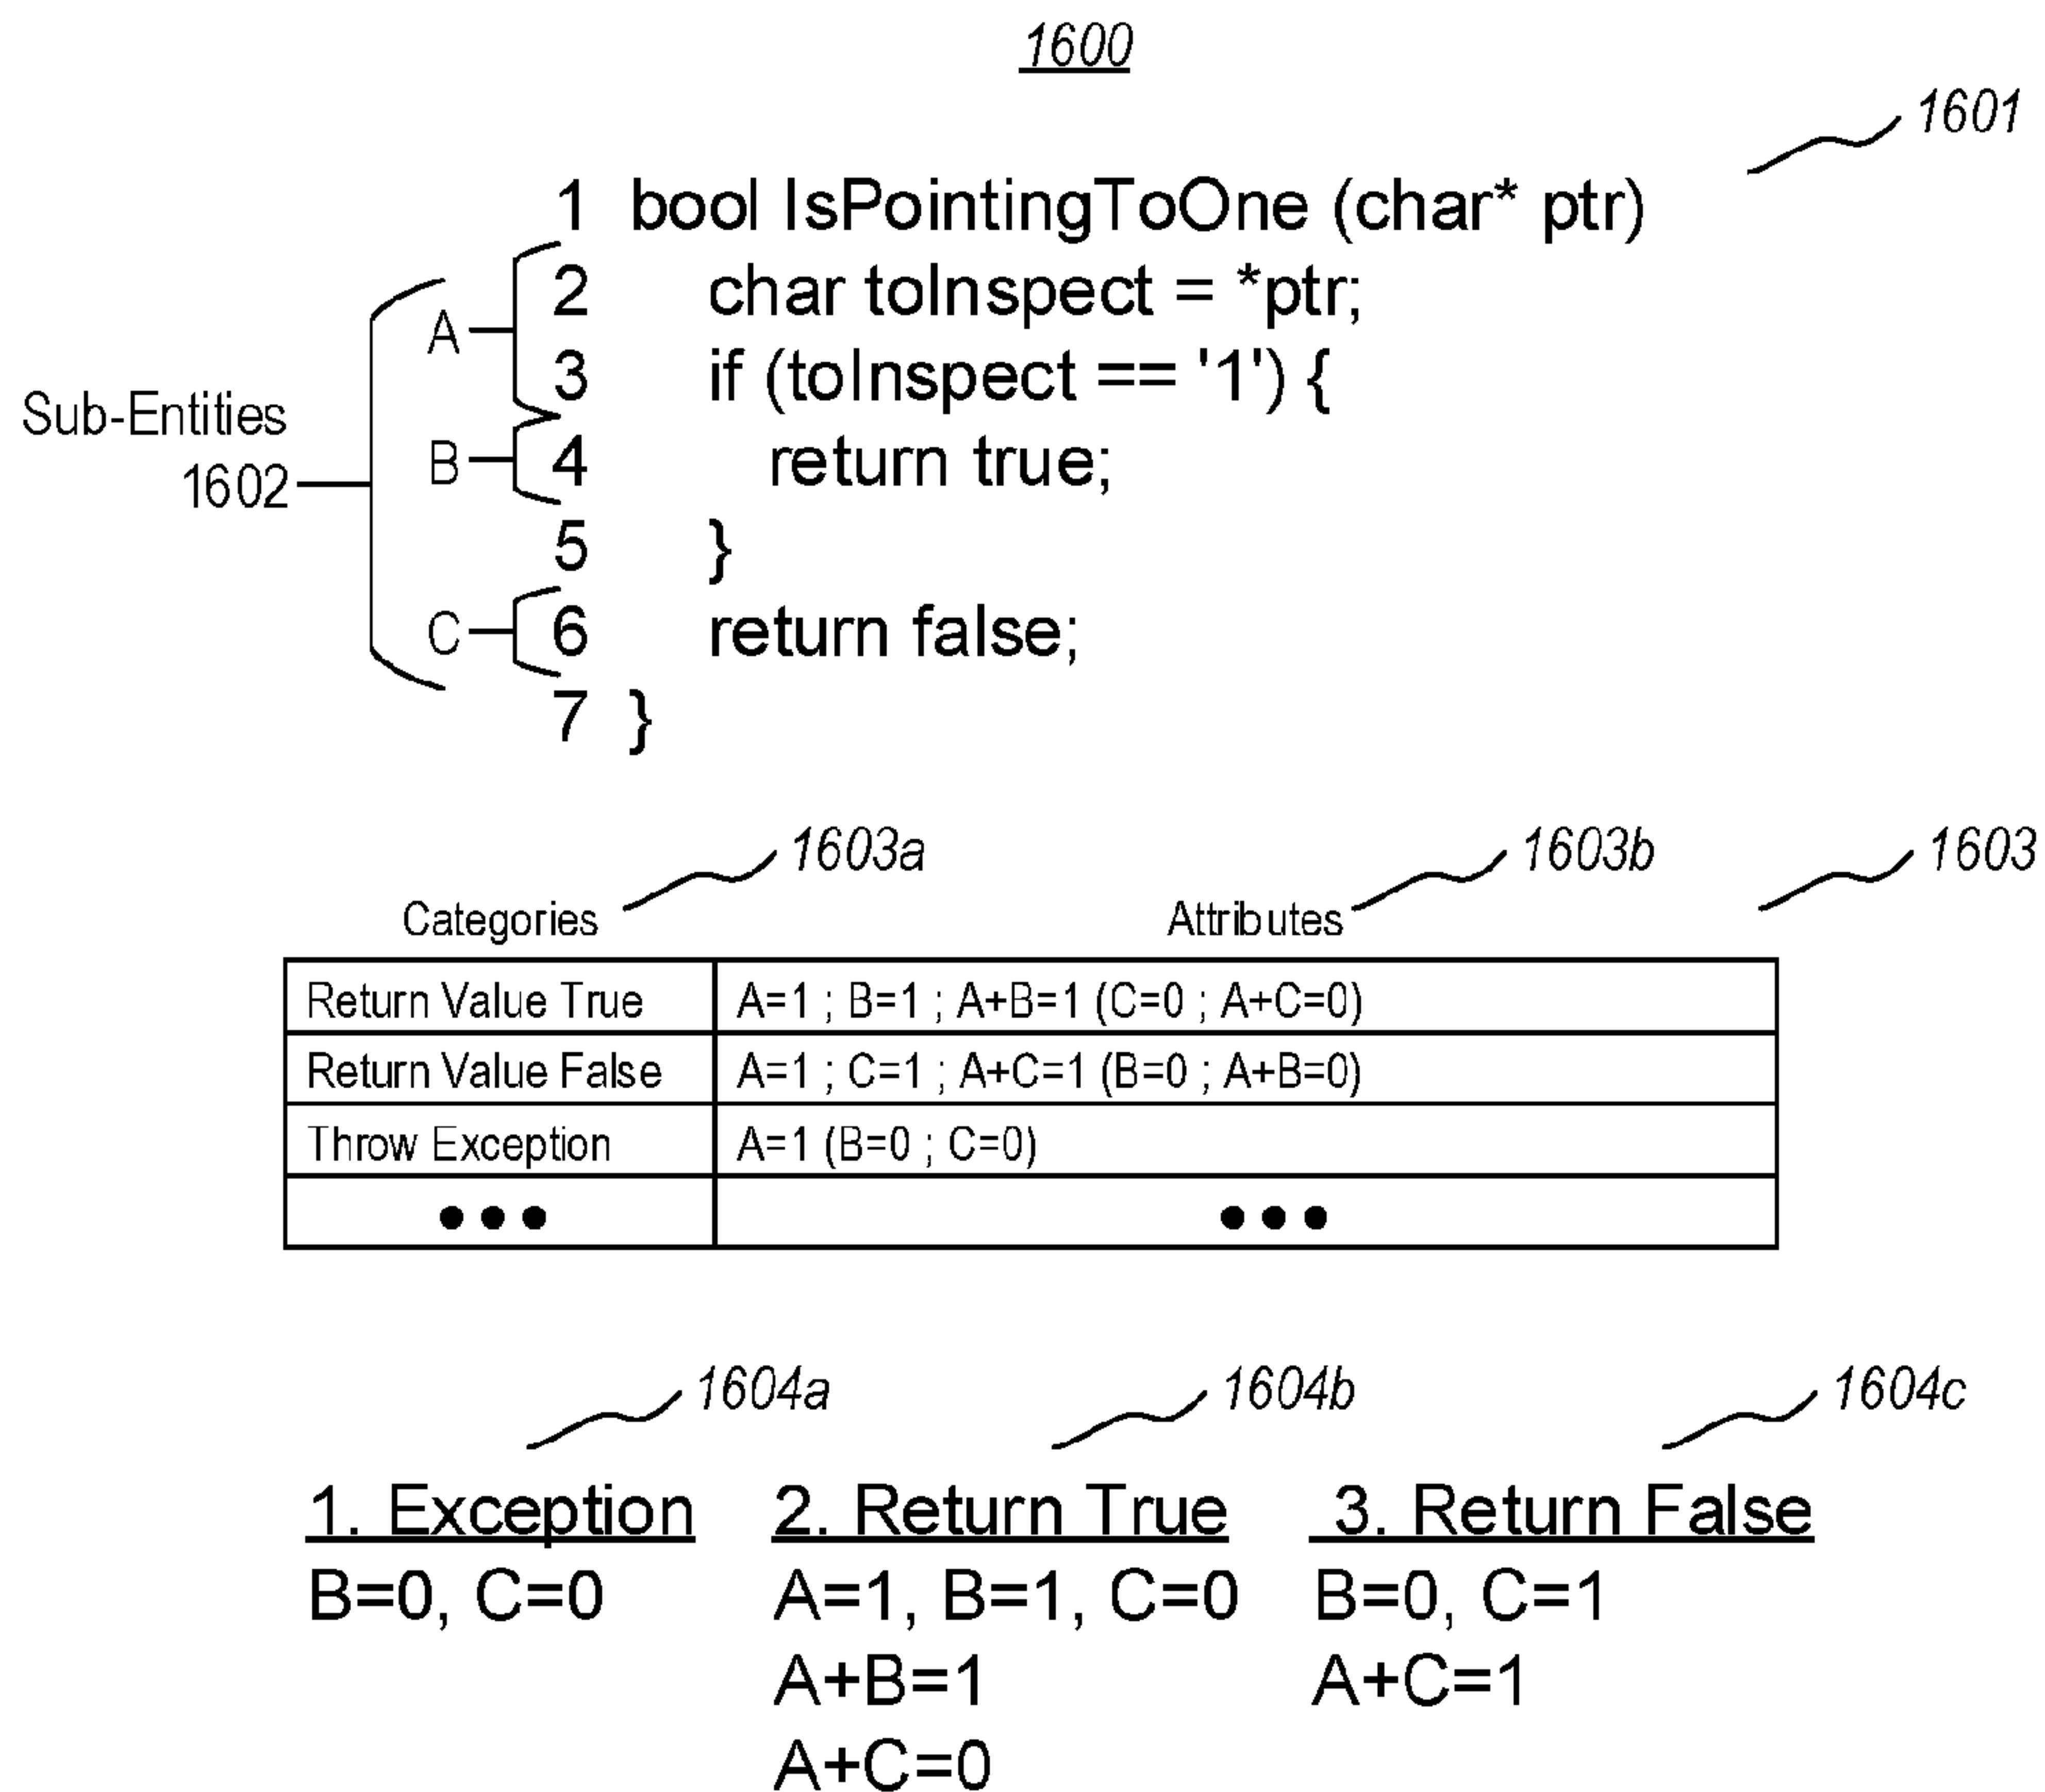 1600
1601
1 bool IsPointingToOne (char* ptr)
2 char toInspect = *ptr;
A
3 if (toInspect == '1') {
Sub-Entities
1602
B
4 return true;
5 }
C
6 return false;
7 }
1603a
1603b
1603
Categories Attributes
Return Value True A=1 ; B=1 ; A+B=1 (C=0 ; A+C=0)
Return Value False A=1 ; C=1 ; A+C=1 (B=0 ; A+B=0)
Throw Exception A=1 (B=0 ; C=0)
●●● ●●●
1604a
1604b
1604c
1. Exception
B=0, C=0
2. Return True
A=1, B=1, C=0
A+B=1
A+C=0
3. Return False
B=0, C=1
A+C=1